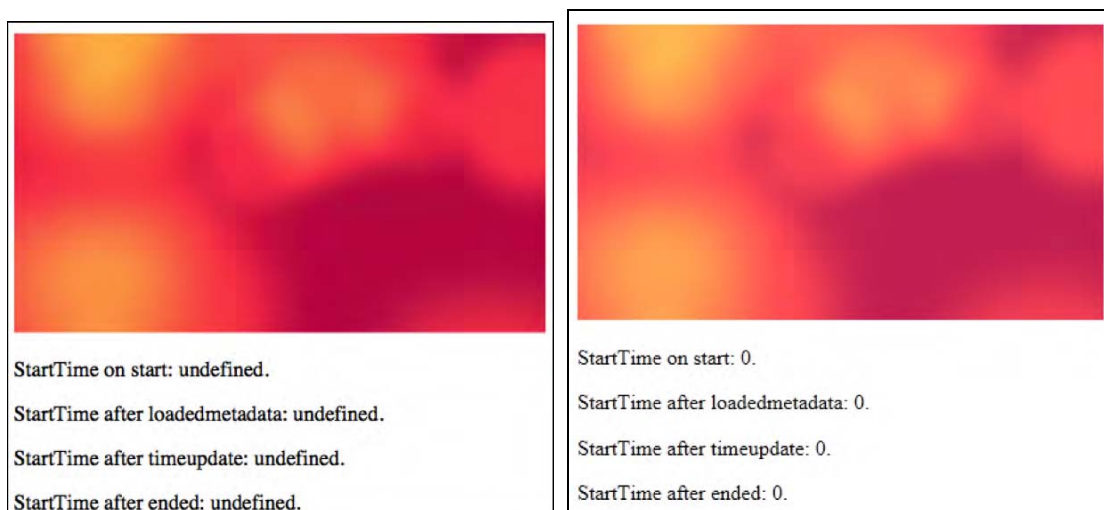 StartTime on start: undefined.
StartTime after loadedmetadata: undefined.
StartTime after timeupdate: undefined.
StartTime after ended: undefined.
StartTime on start: 0.
StartTime after loadedmetadata: 0.
StartTime after timeupdate: 0.
StartTime after ended: 0.